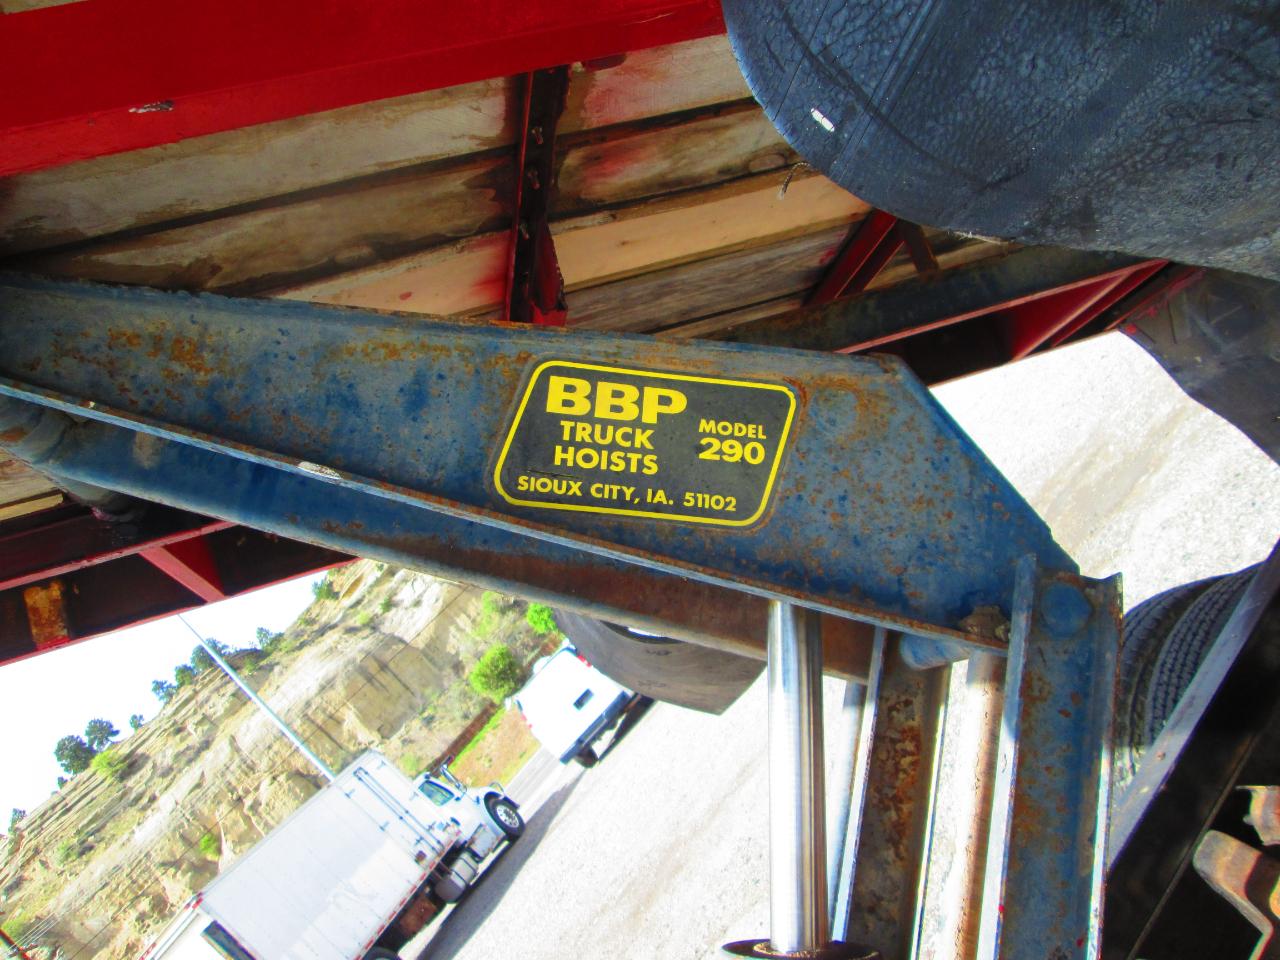 BBP
TRUCK
HOISTS
MODEL
290
SIOUX CITY, IA. 51102